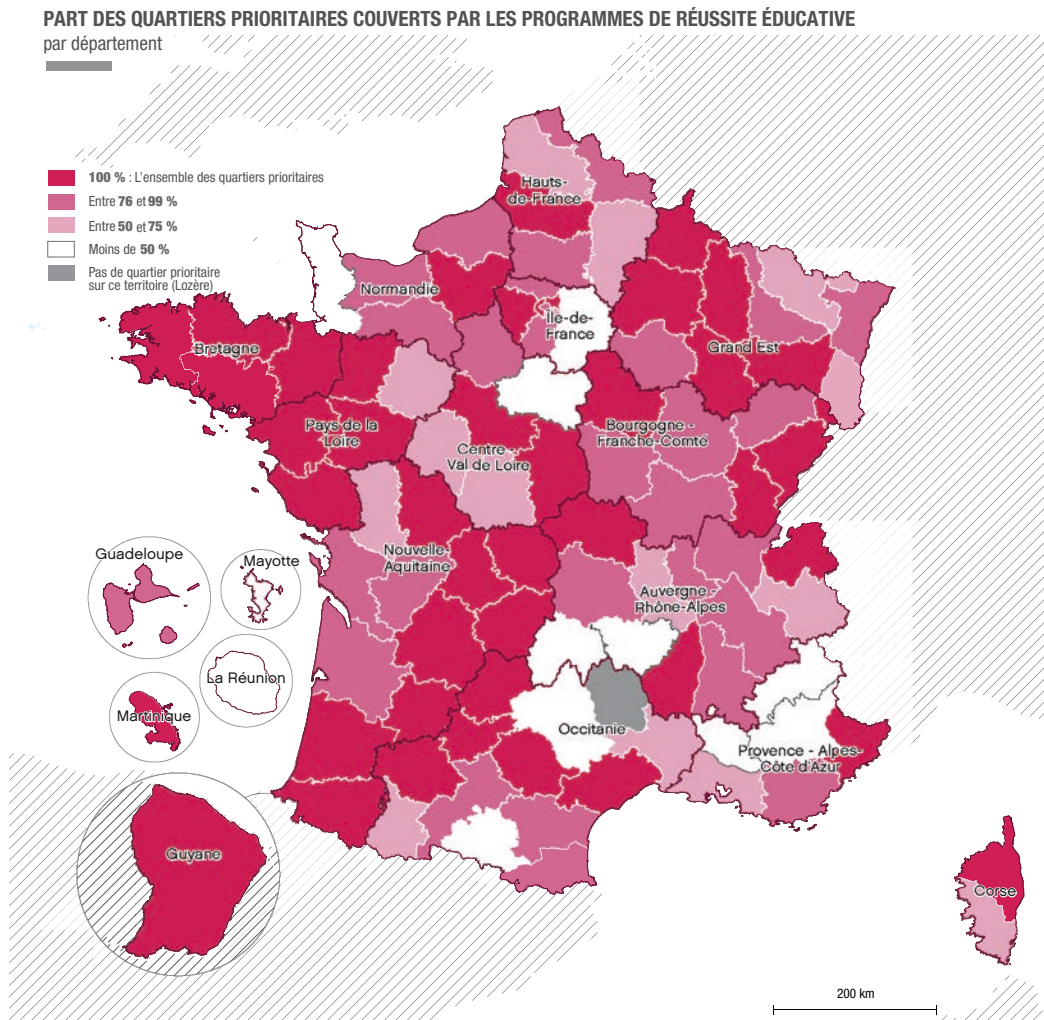 PART DES QUARTIERS PRIORITAIRES COUVERTS PAR LES PROGRAMMES DE RÉUSSITE ÉDUCATIVE
par département
100 % : L'ensemble des quartiers prioritaires
Entre 76 et 99 %
Entre 50 et 75 %
Moins de 50 %
Pas de quartier prioritaire
sur ce territoire (Lozère)
Hauts-
de-France
Normandie
Île-de-
France
Grand Est
Bretagne
Pays de la
Loire
Centre -
Val de Loire
Bourgogne -
Franche-Comté
Nouvelle-
Aquitaine
Auvergne -
Rhône-Alpes
Occitanie
Provence - Alpes-
Côte d'Azur
Corse
Guadeloupe
Mayotte
La Réunion
Martinique
Guyane
200 km